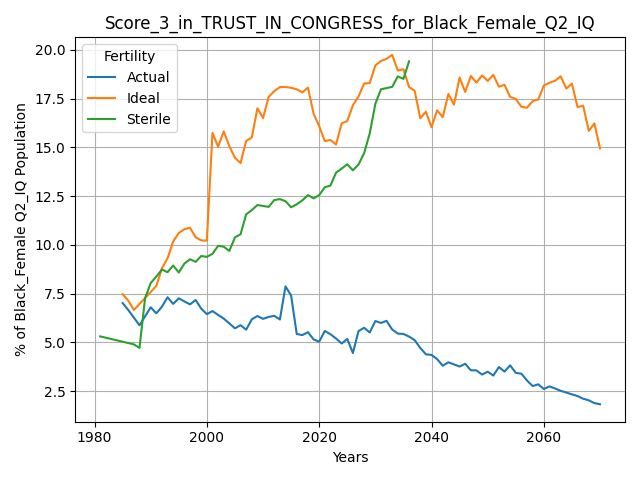 Score_3_in_TRUST_IN_CONGRESS_for_Black_Female_Q2_IQ
Fertility
Actual
Ideal
Sterile
% of Black_Female Q2_IQ Population
20.0
17.5
15.0
12.5
10.0
7.5
5.0
2.5
1980
2000
2020
2040
2060
Years